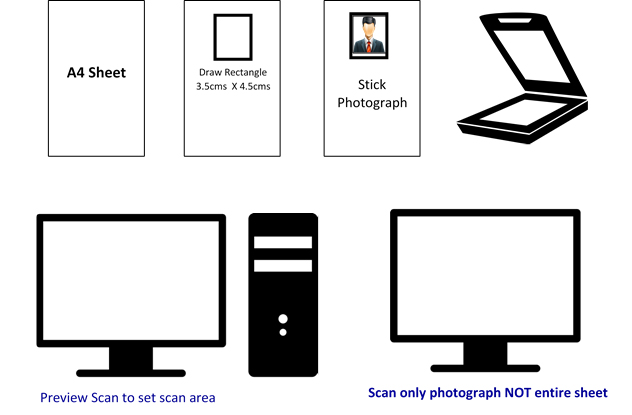 A4 Sheet
Draw Rectangle
3.5cms X 4.5cms
Stick
Photograph
Preview Scan to set scan area
Scan only photograph NOT entire sheet